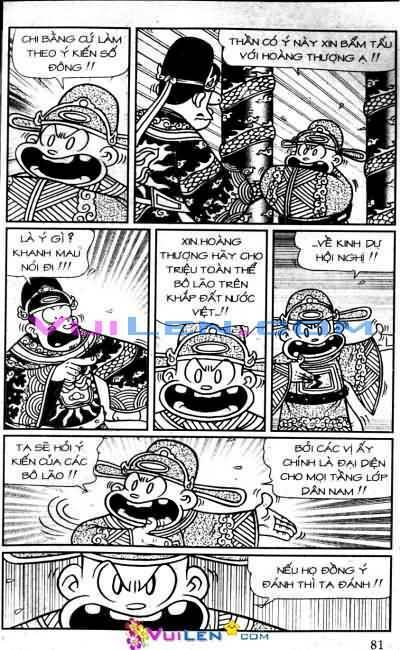 CHI BẰNG CỨ LÀM
THEO Ý KIẾN SỐ
ĐÔNG !!
THẦN CÓ Ý NÀY XIN BẨM TẤU
VỚI HOÀNG THƯỢNG Ạ !!
LÀ Ý GÌ ?
KHANH MAU
NÓI ĐI !!!
XIN HOÀNG
THƯỢNG HÃY CHO
TRIỆU TOÀN THỂ
BÔ LÃO TRÊN
KHẮP ĐẤT NƯỚC
VIỆT...!!
...VỀ KINH DỰ
HỘI NGHỊ !!
VUILEN.COM
TA SẼ HỎI Ý
KIẾN CỦA CÁC
BÔ LÃO !!
BỞI CÁC VỊ ẤY
CHÍNH LÀ ĐẠI DIỆN
CHO MỌI TẦNG LỚP
DÂN NAM !!
NẾU HỌ ĐỒNG Ý
ĐÁNH THÌ TA ĐÁNH !!
VUILEN.COM
81